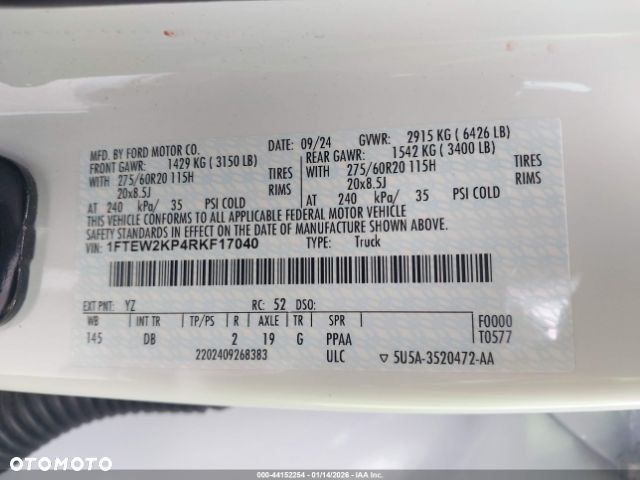 MFD. BY FORD MOTOR CO. DATE: 09/24 GVWR: 2915 KG ( 6426 LB)
FRONT GAWR: 1429 KG ( 3150 LB) REAR GAWR: 1542 KG ( 3400 LB)
WITH 275/60R20 115H TIRES WITH 275/60R20 115H TIRES
20x8.5J RIMS 20x8.5J RIMS
AT 240 kPa/ 35 PSI COLD AT 240 kPa/ 35 PSI COLD
THIS VEHICLE CONFORMS TO ALL APPLICABLE FEDERAL MOTOR VEHICLE
SAFETY STANDARDS IN EFFECT ON THE DATE OF MANUFACTURE SHOWN ABOVE.
VIN: 1FTEW2KP4RKF17040 TYPE: Truck
EXT PNT: YZ RC: 52 DSO:
WB INT TR TP/PS R AXLE TR SPR F0000
145 DB 2 19 G PPAA T0577
2202409268383 ULC ▽ 5U5A-3520472-AA
OTOMOTO
000-44152254 | 01/14/2026 | IAA Inc.
OTOMOTO